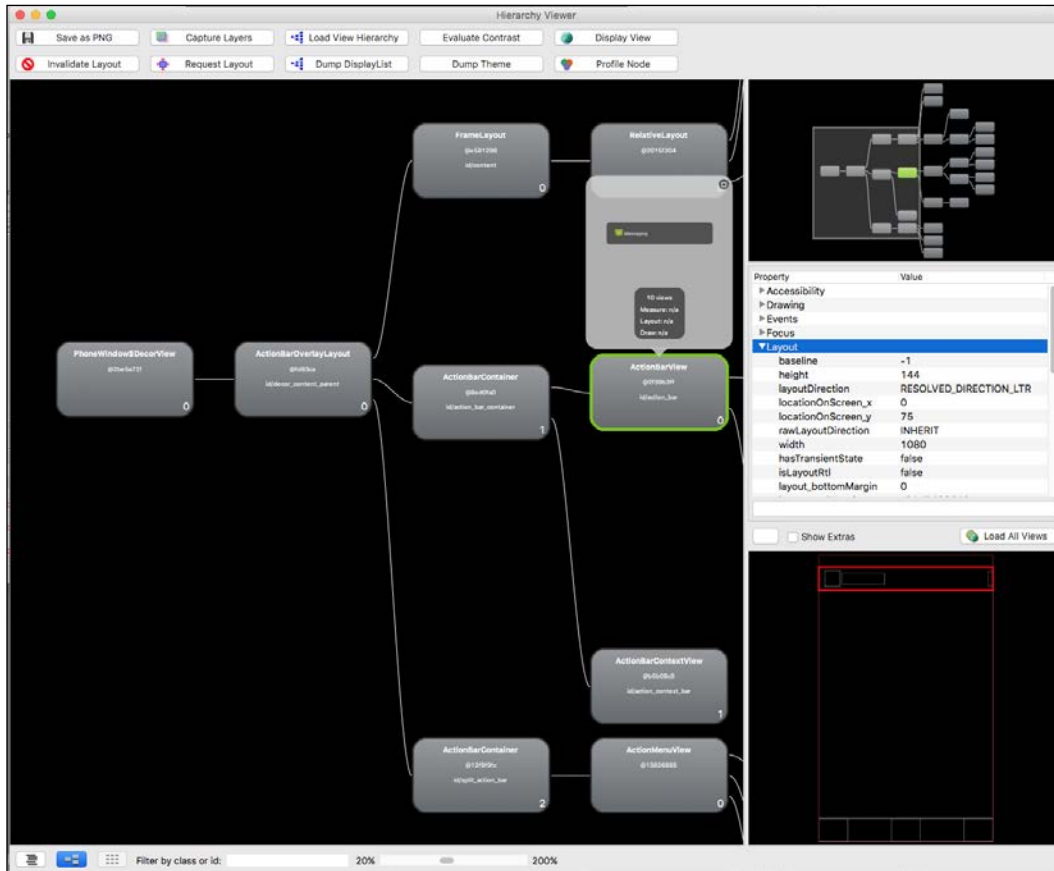 Hierarchy Viewer
Save as PNG
Capture Layers
Load View Hierarchy
Evaluate Contrast
Display View
Invalidate Layout
Request Layout
Dump DisplayList
Dump Theme
Profile Node
FrameLayout
id/content
0
RelativeLayout
10 views
Measure: n/a
Layout: n/a
Draw: n/a
PhoneWindow$DecorView
0
ActionBarOverlayLayout
id/decor_content_parent
0
ActionBarContainer
id/action_bar_container
1
ActionBarView
id/action_bar
0
ActionBarContextView
id/action_context_bar
1
ActionBarContainer
id/split_action_bar
2
ActionMenuView
0
Property Value
Accessibility
Drawing
Events
Focus
Layout
baseline -1
height 144
layoutDirection RESOLVED_DIRECTION_LTR
locationOnScreen_x 0
locationOnScreen_y 75
rawLayoutDirection INHERIT
width 1080
hasTransientState false
isLayoutRtl false
layout_bottomMargin 0
Show Extras
Load All Views
Filter by class or id:
20%
200%